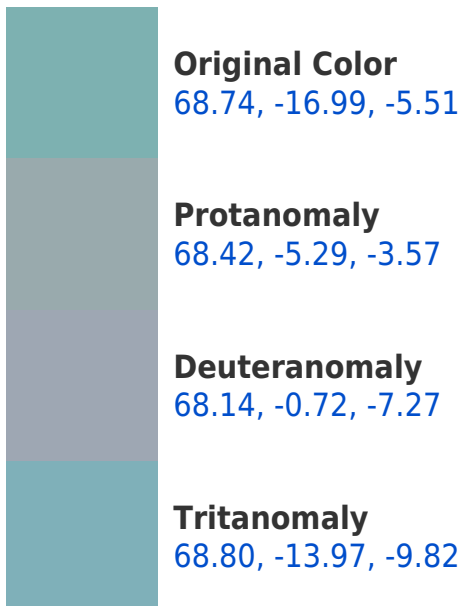 Original Color
68.74, -16.99, -5.51
Protanomaly
68.42, -5.29, -3.57
Deuteranomaly
68.14, -0.72, -7.27
Tritanomaly
68.80, -13.97, -9.82